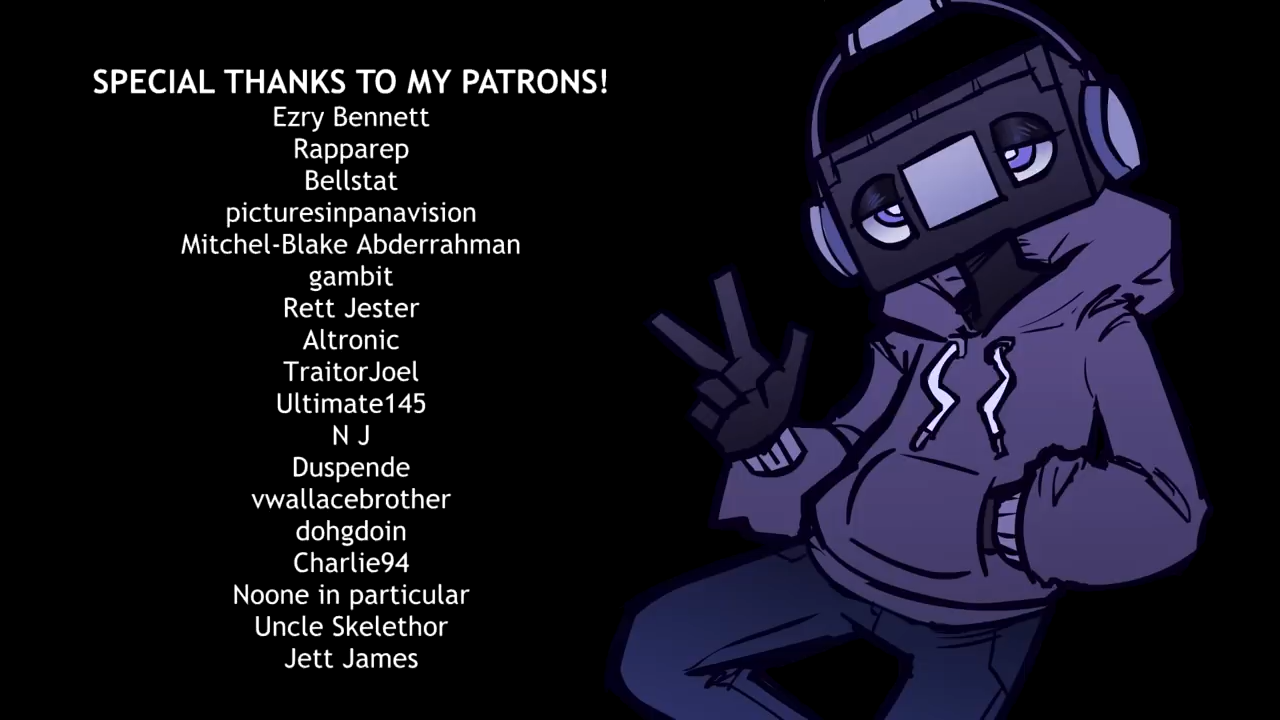 SPECIAL THANKS TO MY PATRONS!
Ezry Bennett
Rapparep
Bellstat
picturesinpanavision
Mitchel-Blake Abderrahman
gambit
Rett Jester
Altronic
TraitorJoel
Ultimate145
N J
Duspende
vwallacebrother
dohgdoin
Charlie94
Noone in particular
Uncle Skelethor
Jett James